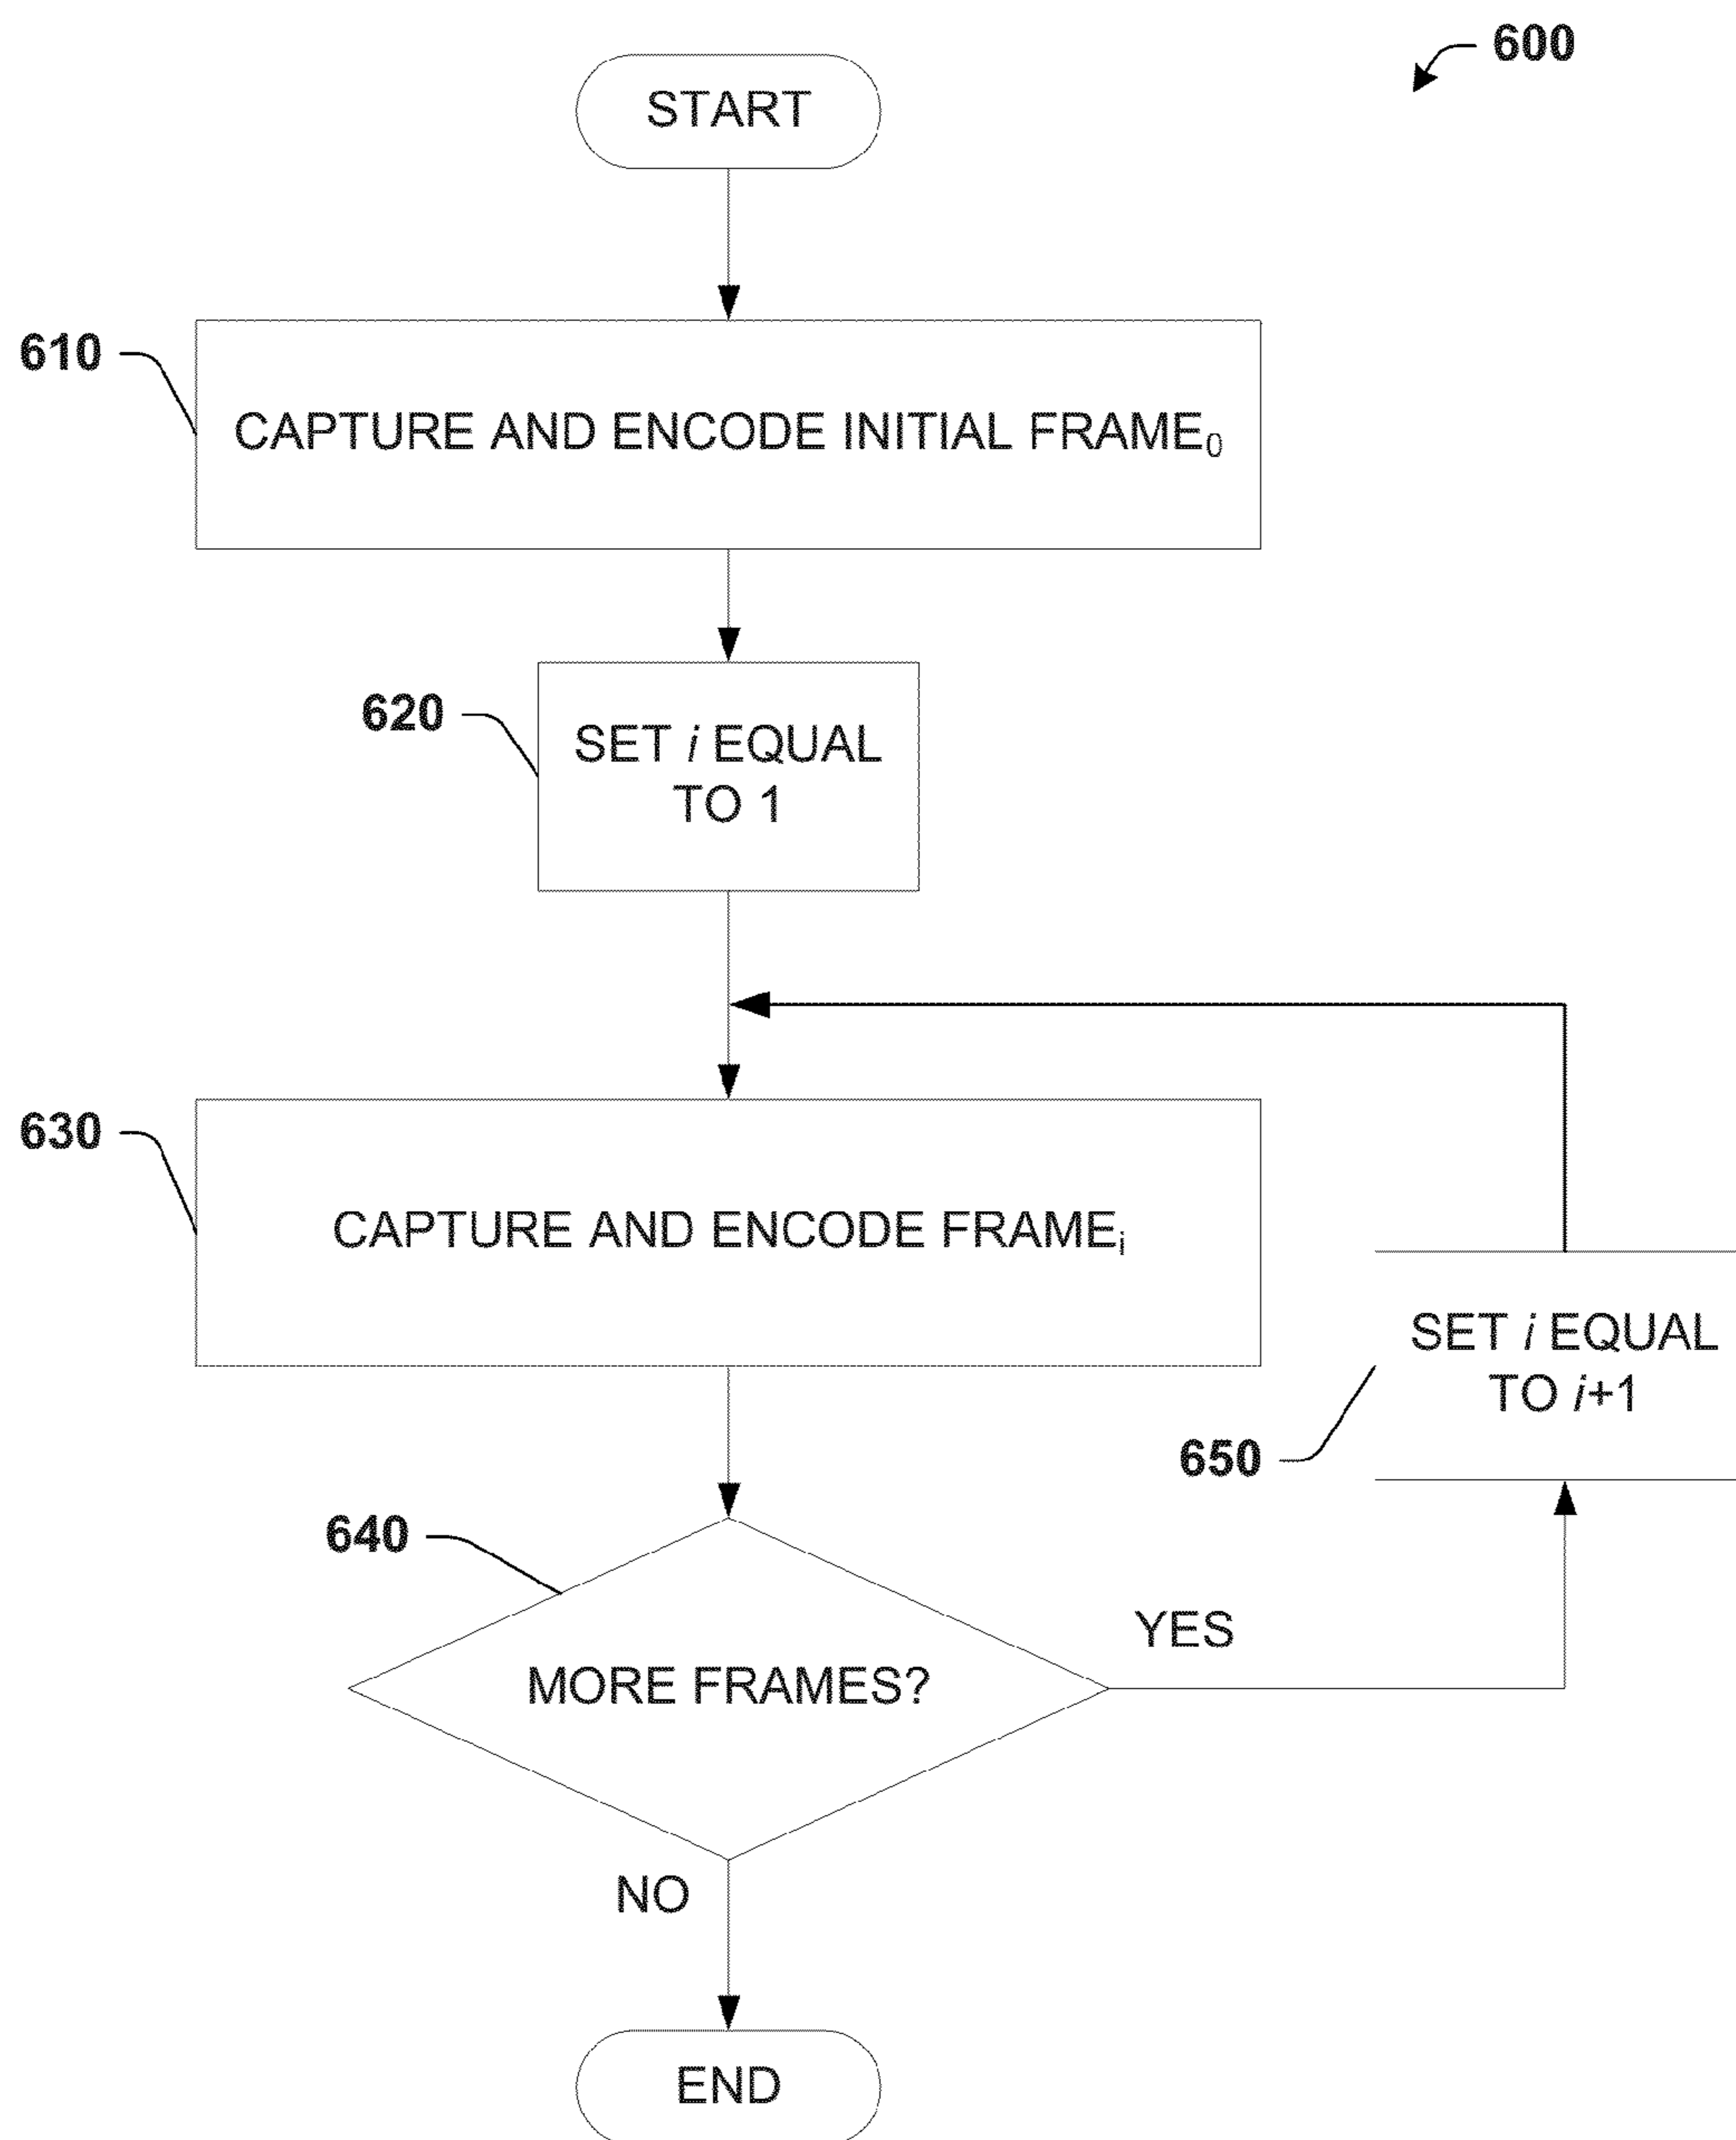 600
START
610
CAPTURE AND ENCODE INITIAL FRAME₀
620
SET i EQUAL
TO 1
630
CAPTURE AND ENCODE FRAMEᵢ
SET i EQUAL
TO i+1
650
640
YES
MORE FRAMES?
NO
END